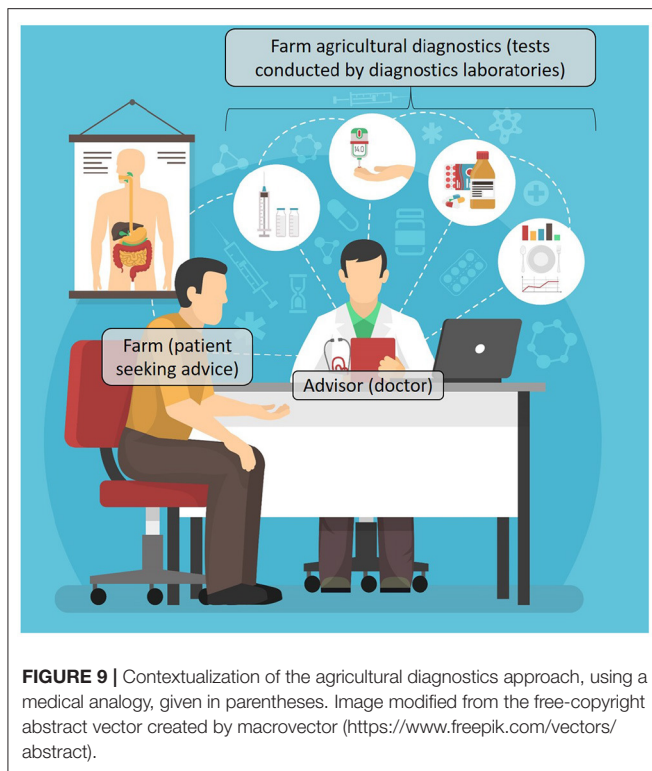 Farm agricultural diagnostics (tests
conducted by diagnostics laboratories)
14.0
Farm (patient
seeking advice)
Advisor (doctor)
FIGURE 9 | Contextualization of the agricultural diagnostics approach, using a
medical analogy, given in parentheses. Image modified from the free-copyright
abstract vector created by macrovector (https://www.freepik.com/vectors/
abstract).